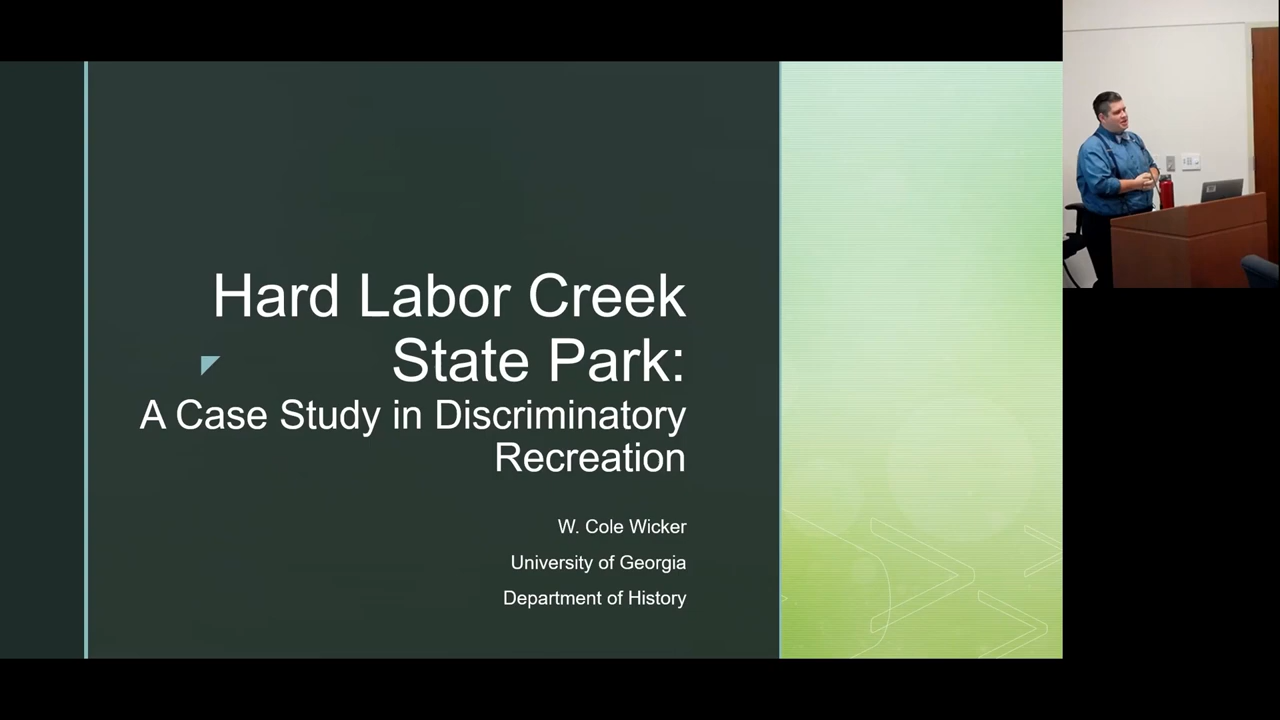 Hard Labor Creek
State Park:
A Case Study in Discriminatory
Recreation
W. Cole Wicker
University of Georgia
Department of History